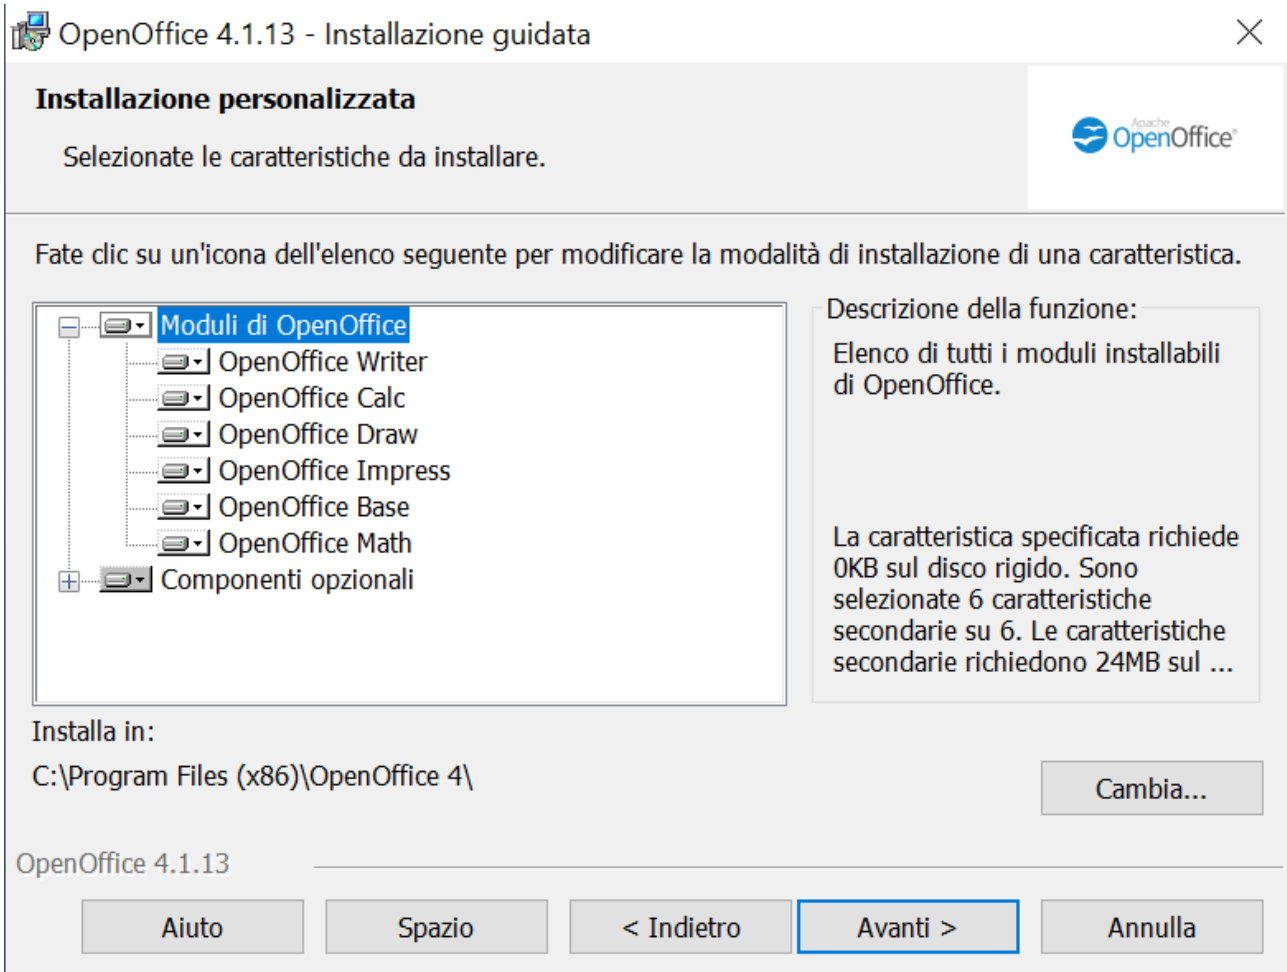 OpenOffice 4.1.13 - Installazione guidata
Installazione personalizzata
Selezionate le caratteristiche da installare.
Apache
OpenOffice®
Fate clic su un'icona dell'elenco seguente per modificare la modalità di installazione di una caratteristica.
Moduli di OpenOffice
OpenOffice Writer
OpenOffice Calc
OpenOffice Draw
OpenOffice Impress
OpenOffice Base
OpenOffice Math
Componenti opzionali
Descrizione della funzione:
Elenco di tutti i moduli installabili
di OpenOffice.
La caratteristica specificata richiede
0KB sul disco rigido. Sono
selezionate 6 caratteristiche
secondarie su 6. Le caratteristiche
secondarie richiedono 24MB sul ...
Installa in:
C:\Program Files (x86)\OpenOffice 4\
Cambia...
OpenOffice 4.1.13
Aiuto
Spazio
< Indietro
Avanti >
Annulla